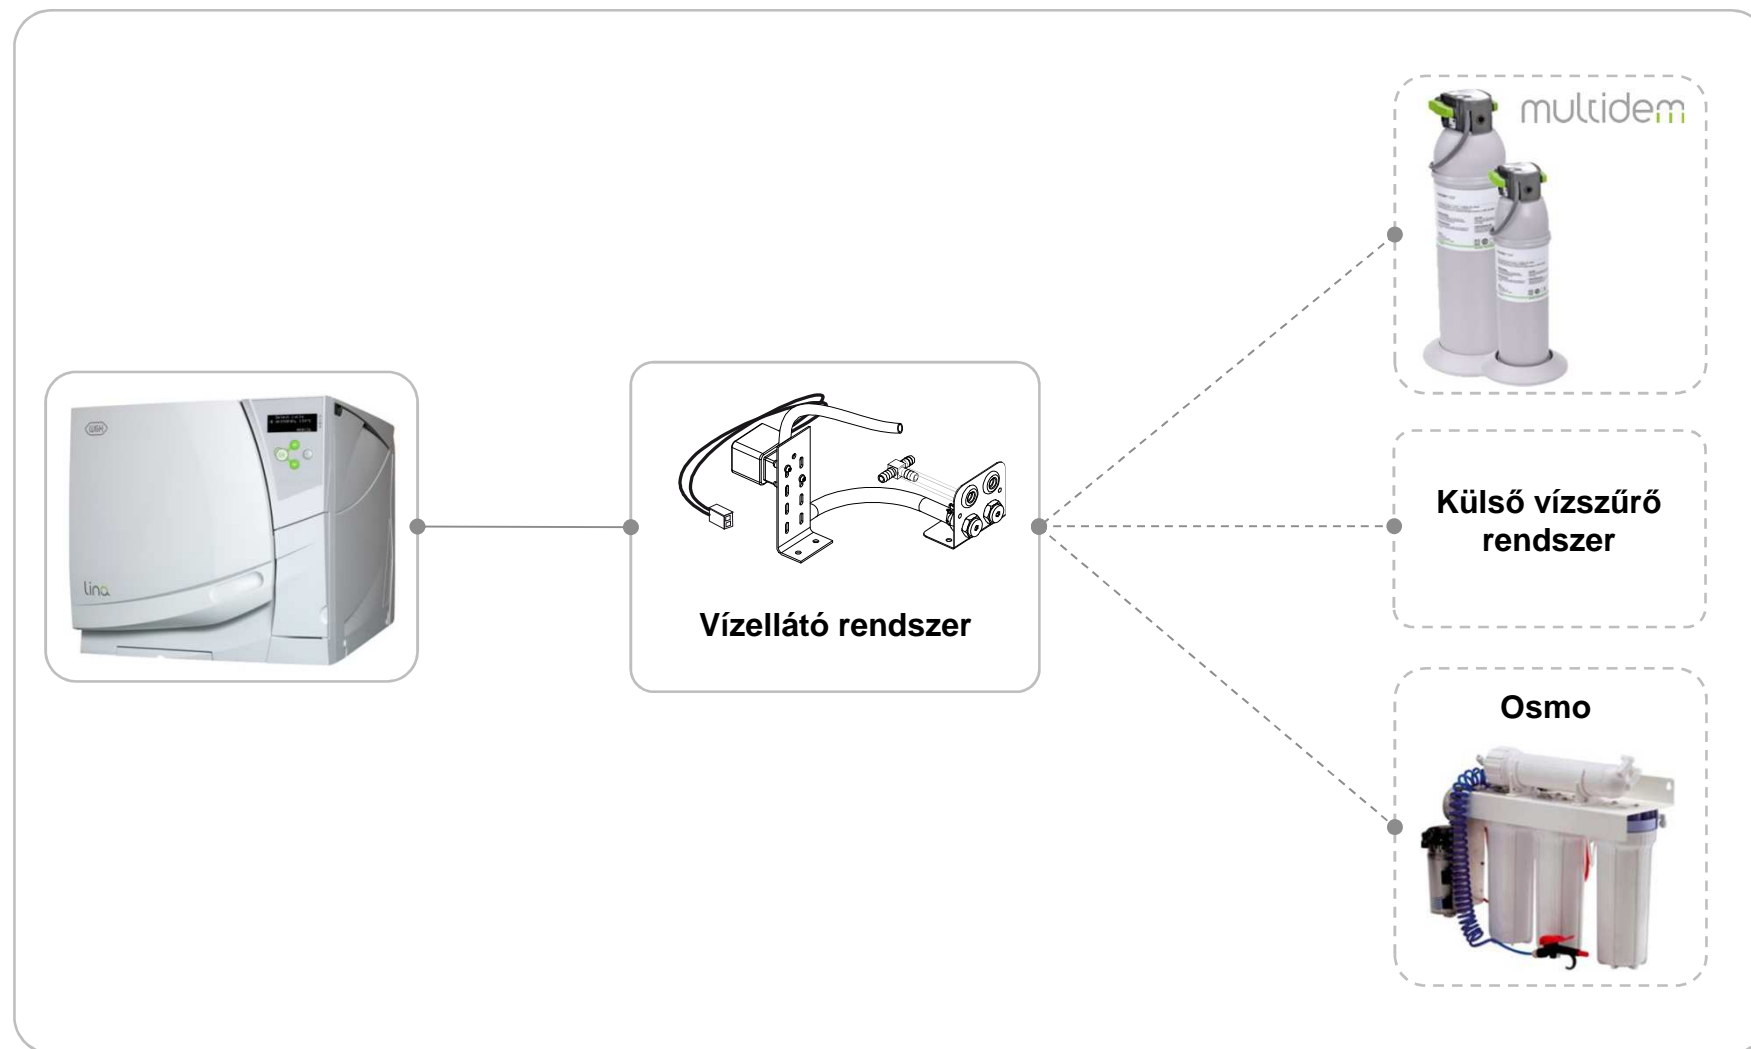 multidem
W&H
lina
Vízellátó rendszer
Külső vízszűrő
rendszer
Osmo